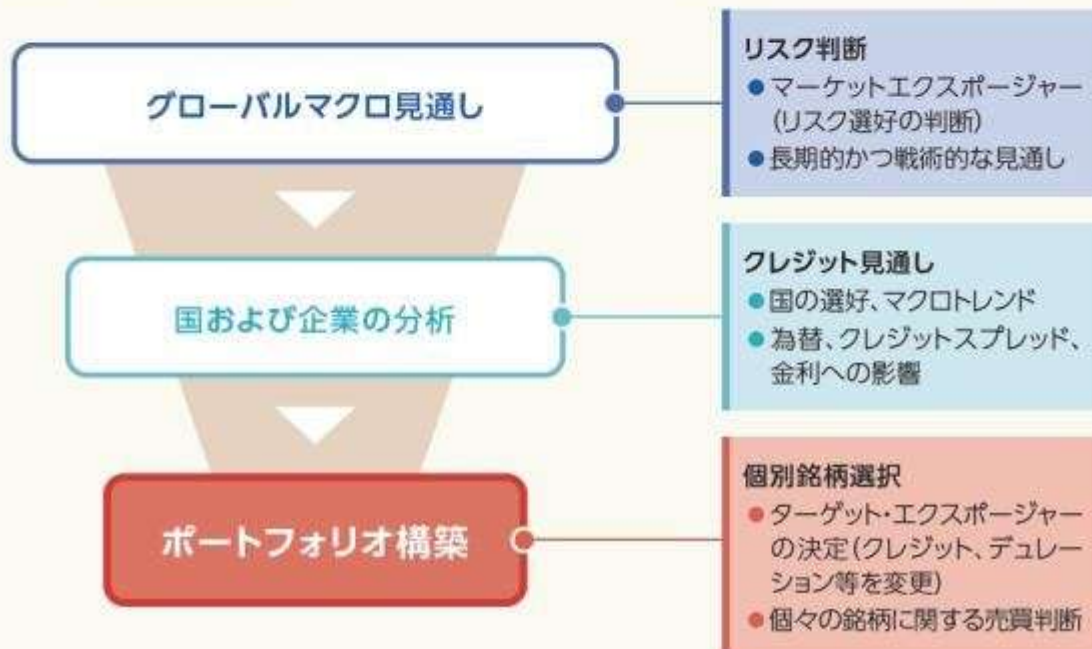 グローバルマクロ見通し
リスク判断
●マーケットエクスポージャー
(リスク選好の判断)
●長期的かつ戦術的な見通し
国および企業の分析
クレジット見通し
●国の選好、マクロトレンド
●為替、クレジットスプレッド、
金利への影響
ポートフォリオ構築
個別銘柄選択
●ターゲット・エクスポージャー
の決定(クレジット、デュレー
ション等を変更)
●個々の銘柄に関する売買判断